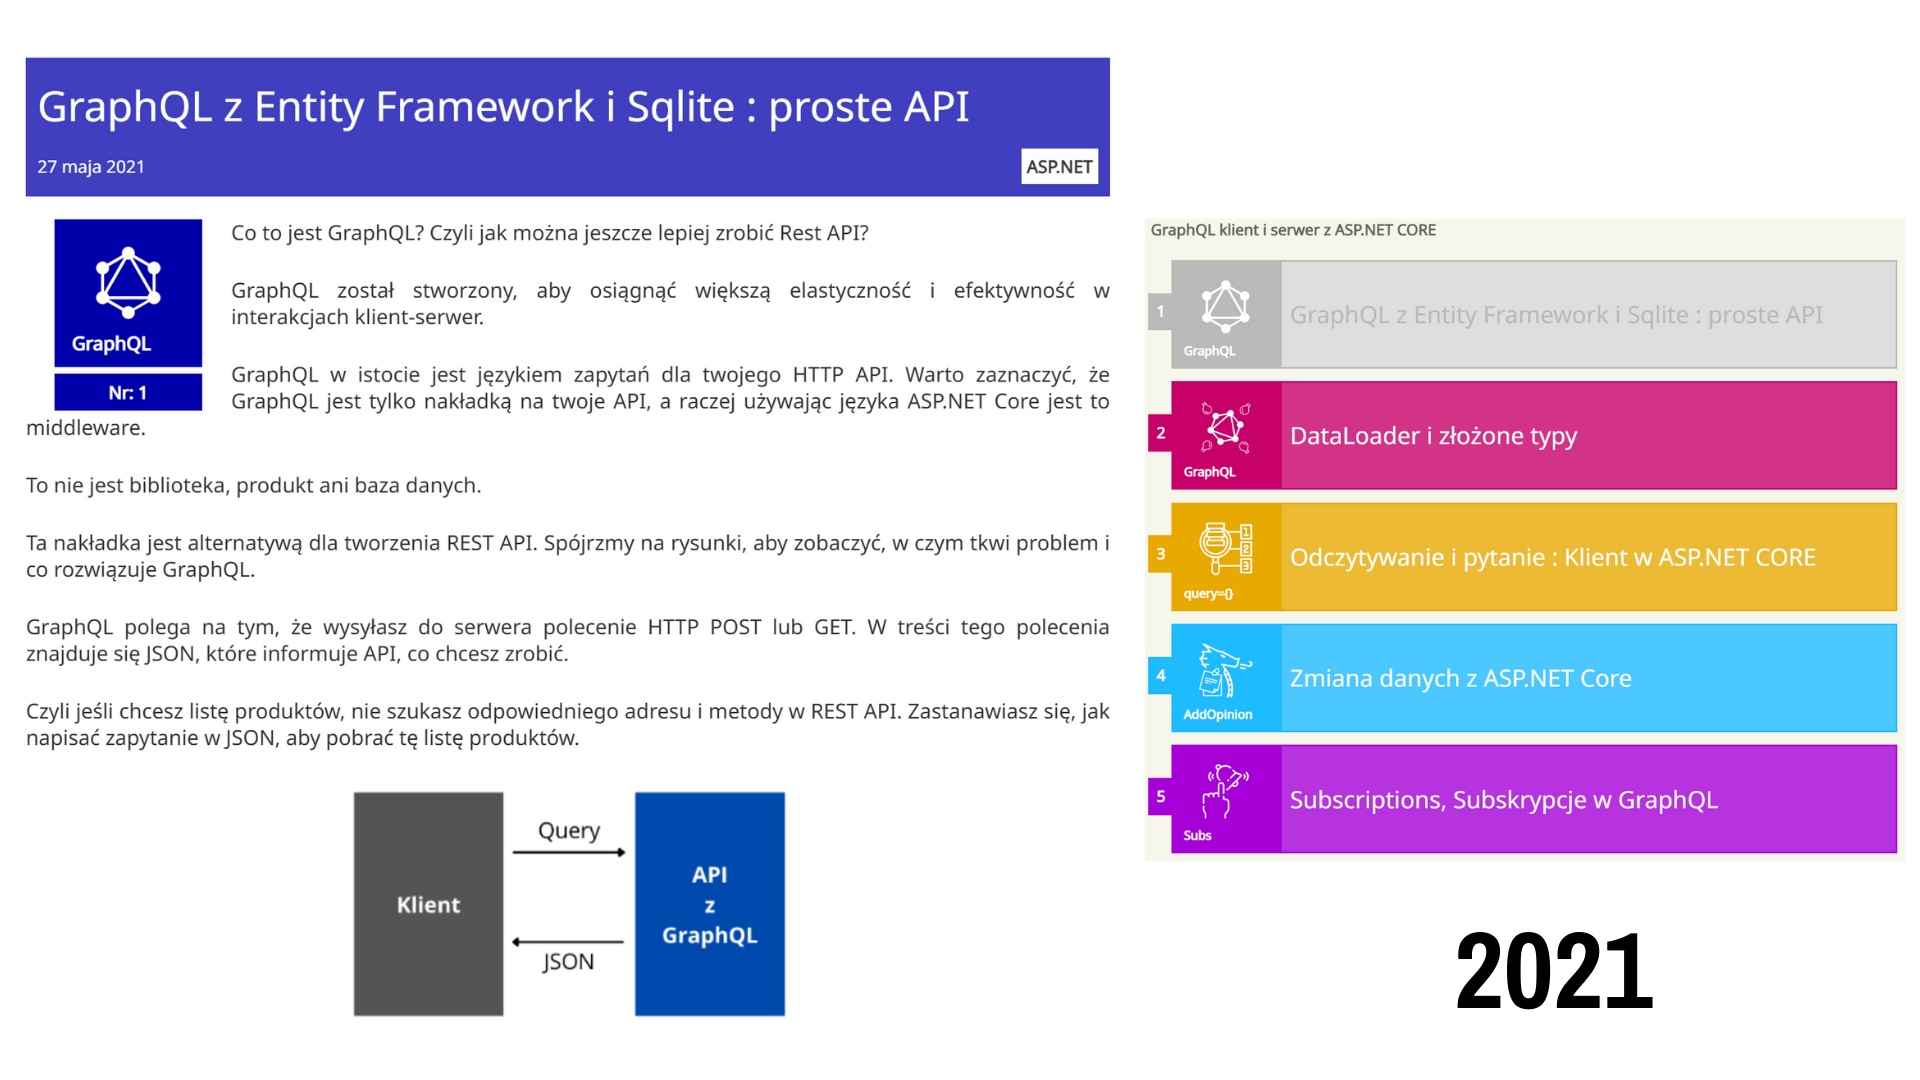 GraphQL z Entity Framework i Sqlite : proste API
27 maja 2021
ASP.NET
GraphQL
Nr: 1
Co to jest GraphQL? Czyli jak można jeszcze lepiej zrobić Rest API?
GraphQL został stworzony, aby osiągnąć większą elastyczność i efektywność w
interakcjach klient-serwer.
GraphQL w istocie jest językiem zapytań dla twojego HTTP API. Warto zaznaczyć, że
GraphQL jest tylko nakładką na twoje API, a raczej używając języka ASP.NET Core jest to
middleware.
To nie jest biblioteka, produkt ani baza danych.
Ta nakładka jest alternatywą dla tworzenia REST API. Spójrzmy na rysunki, aby zobaczyć, w czym tkwi problem i
co rozwiązuje GraphQL.
GraphQL polega na tym, że wysyłasz do serwera polecenie HTTP POST lub GET. W treści tego polecenia
znajduje się JSON, które informuje API, co chcesz zrobić.
Czyli jeśli chcesz listę produktów, nie szukasz odpowiedniego adresu i metody w REST API. Zastanawiasz się, jak
napisać zapytanie w JSON, aby pobrać tę listę produktów.
Klient
Query
JSON
API
z
GraphQL
GraphQL klient i serwer z ASP.NET CORE
1
GraphQL
GraphQL z Entity Framework i Sqlite : proste API
2
GraphQL
DataLoader i złożone typy
3
query={}
Odczytywanie i pytanie : Klient w ASP.NET CORE
4
AddOpinion
Zmiana danych z ASP.NET Core
5
Subs
Subscriptions, Subskrypcje w GraphQL
2021